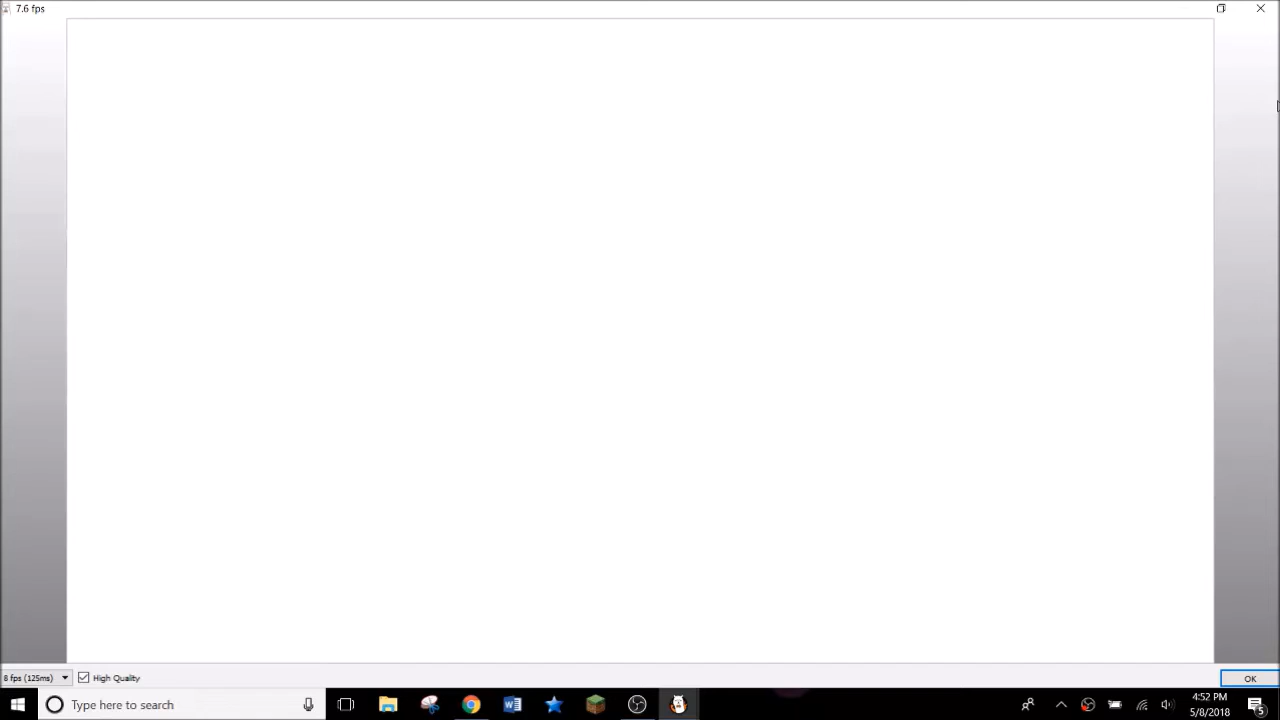 7.6 fps
8 fps (125ms)
High Quality
OK
Type here to search
4:52 PM
5/8/2018
5